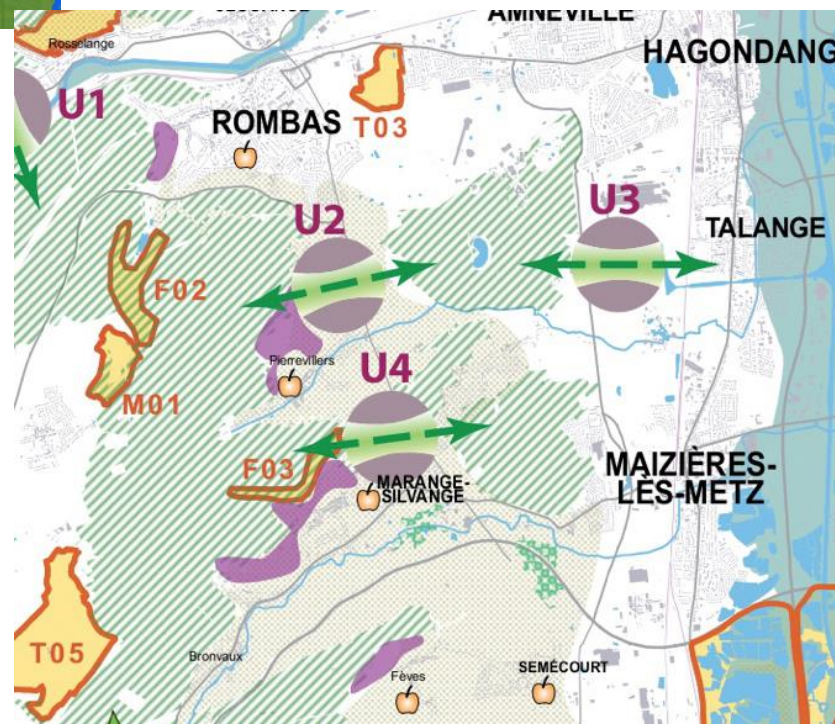 AMNEVILLE
Rosselange
HAGONDANG
U1
ROMBAS
T03
U2
U3
TALANGE
F02
Pierrevillers
U4
M01
F03
MARANGE-
SILVANGE
MAIZIÈRES-
LÈS-METZ
T05
Bronvaux
Fèves
SEMÉCOURT